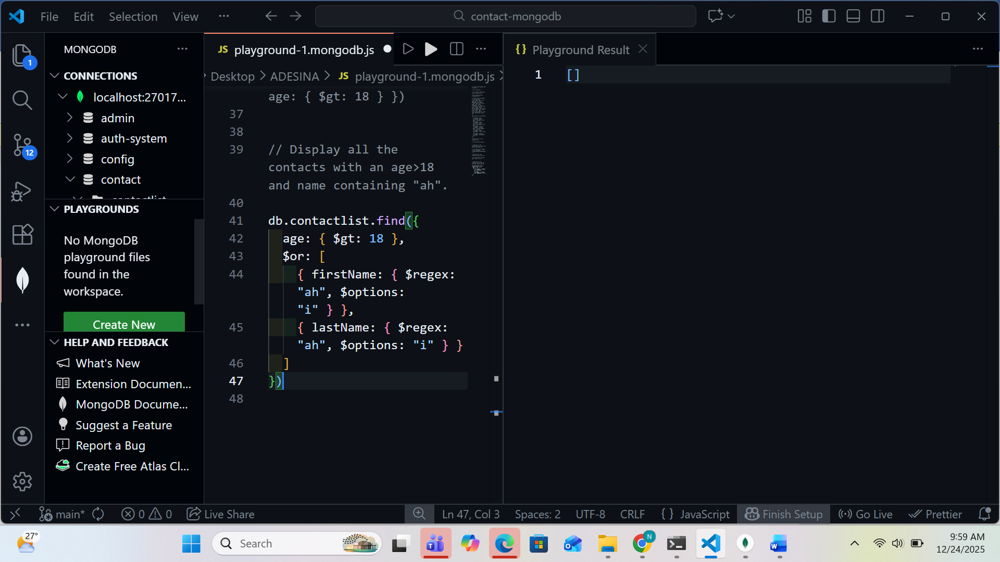 File Edit Selection View ··· contact-mongodb
MONGODB
CONNECTIONS
localhost:27017...
admin
auth-system
config
contact
contactlist
PLAYGROUNDS
No MongoDB
playground files
found in the
workspace.
Create New
HELP AND FEEDBACK
What's New
Extension Documen...
MongoDB Docume...
Suggest a Feature
Report a Bug
Create Free Atlas Cl...
1
12
JS playground-1.mongodb.js
Desktop > ADESINA > JS playground-1.mongodb.js >
age: { $gt: 18 } })
37
38
39 // Display all the
contacts with an age>18
and name containing "ah".
40
41 db.contactlist.find({
42 age: { $gt: 18 },
43 $or: [
44 { firstName: { $regex:
"ah", $options:
"i" } },
45 { lastName: { $regex:
"ah", $options: "i" } }
46 ]
47 })
48
{} Playground Result
1 []
main* 0 0 Live Share Ln 47, Col 3 Spaces: 2 UTF-8 CRLF {} JavaScript Finish Setup Go Live Prettier
27°
Search
T
N
W
9:59 AM
12/24/2025